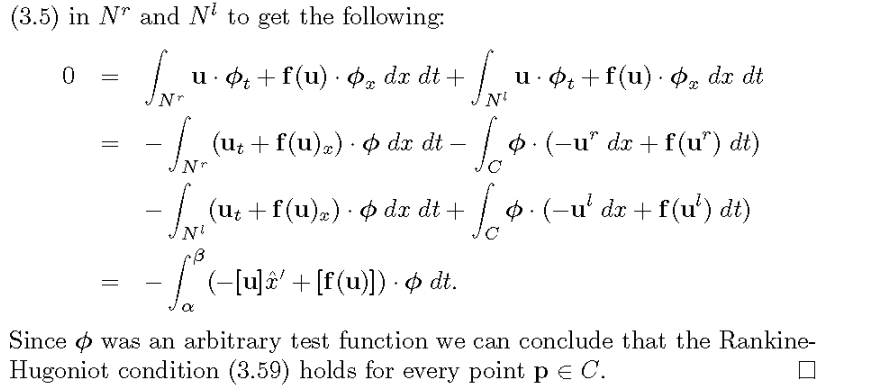 (3.5) in N^r and N^l to get the following:
0 = ∫_{N^r} u · ϕ_t + f(u) · ϕ_x dx dt + ∫_{N^l} u · ϕ_t + f(u) · ϕ_x dx dt
= − ∫_{N^r} (u_t + f(u)_x) · ϕ dx dt − ∫_C ϕ · (−u^r dx + f(u^r) dt)
− ∫_{N^l} (u_t + f(u)_x) · ϕ dx dt + ∫_C ϕ · (−u^l dx + f(u^l) dt)
= − ∫_α^β (−[u]x̂′ + [f(u)]) · ϕ dt.
Since ϕ was an arbitrary test function we can conclude that the Rankine-
Hugoniot condition (3.59) holds for every point p ∈ C. □